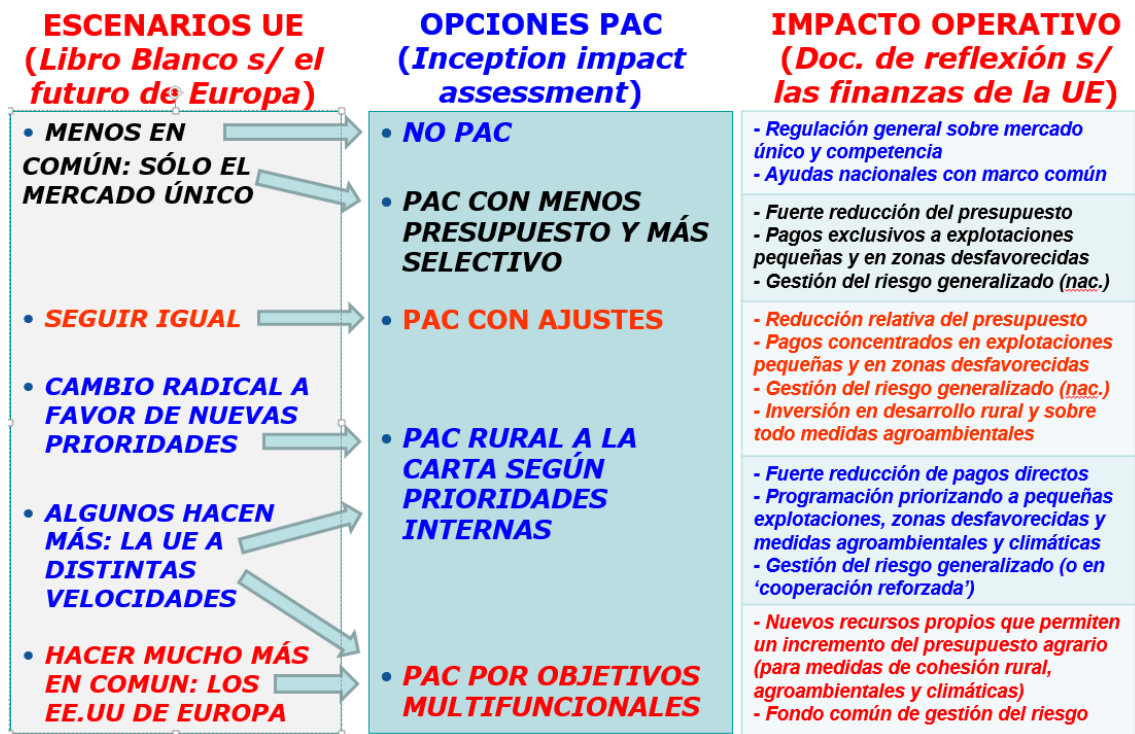 ESCENARIOS UE
(Libro Blanco s/ el
futuro de Europa)
• MENOS EN
COMÚN: SÓLO EL
MERCADO ÚNICO
• SEGUIR IGUAL
• CAMBIO RADICAL A
FAVOR DE NUEVAS
PRIORIDADES
• ALGUNOS HACEN
MÁS: LA UE A
DISTINTAS
VELOCIDADES
• HACER MUCHO MÁS
EN COMUN: LOS
EE.UU DE EUROPA
OPCIONES PAC
(Inception impact
assessment)
• NO PAC
• PAC CON MENOS
PRESUPUESTO Y MÁS
SELECTIVO
• PAC CON AJUSTES
• PAC RURAL A LA
CARTA SEGÚN
PRIORIDADES
INTERNAS
• PAC POR OBJETIVOS
MULTIFUNCIONALES
IMPACTO OPERATIVO
(Doc. de reflexión s/
las finanzas de la UE)
- Regulación general sobre mercado
único y competencia
- Ayudas nacionales con marco común
- Fuerte reducción del presupuesto
- Pagos exclusivos a explotaciones
pequeñas y en zonas desfavorecidas
- Gestión del riesgo generalizado (nac.)
- Reducción relativa del presupuesto
- Pagos concentrados en explotaciones
pequeñas y en zonas desfavorecidas
- Gestión del riesgo generalizado (nac.)
- Inversión en desarrollo rural y sobre
todo medidas agroambientales
- Fuerte reducción de pagos directos
- Programación priorizando a pequeñas
explotaciones, zonas desfavorecidas y
medidas agroambientales y climáticas
- Gestión del riesgo generalizado (o en
‘cooperación reforzada’)
- Nuevos recursos propios que permiten
un incremento del presupuesto agrario
(para medidas de cohesión rural,
agroambientales y climáticas)
- Fondo común de gestión del riesgo